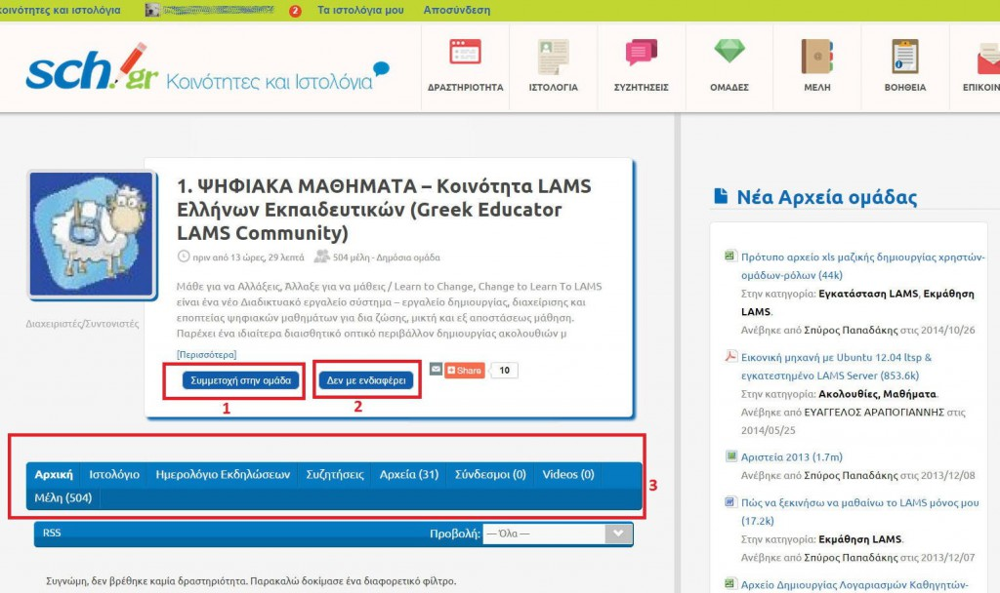 κοινότητες και ιστολόγια
2
Τα ιστολόγια μου
Αποσύνδεση
sch.gr Κοινότητες και Ιστολόγια
ΔΡΑΣΤΗΡΙΟΤΗΤΑ
ΙΣΤΟΛΟΓΙΑ
ΣΥΖΗΤΗΣΕΙΣ
ΟΜΑΔΕΣ
ΜΕΛΗ
ΒΟΗΘΕΙΑ
ΕΠΙΚΟΙΝ
1. ΨΗΦΙΑΚΑ ΜΑΘΗΜΑΤΑ – Κοινότητα LAMS
Ελλήνων Εκπαιδευτικών (Greek Educator
LAMS Community)
πριν από 13 ώρες, 29 λεπτά
504 μέλη - Δημόσια ομάδα
Διαχειριστές/Συντονιστές
Μάθε για να Αλλάξεις, Άλλαξε για να μάθεις / Learn to Change, Change to Learn Το LAMS
είναι ένα νέο Διαδικτυακό εργαλείο σύστημα – εργαλείο δημιουργίας, διαχείρισης και
εποπτείας ψηφιακών μαθημάτων για δια ζώσης, μικτή και εξ αποστάσεως μάθηση.
Παρέχει ένα ιδιαίτερα διαισθητικό οπτικό περιβάλλον δημιουργίας ακολουθιών μ
[Περισσότερα]
Συμμετοχή στην ομάδα
Δεν με ενδιαφέρει
Share
10
1
2
Αρχική
Ιστολόγιο
Ημερολόγιο Εκδηλώσεων
Συζητήσεις
Αρχεία (31)
Σύνδεσμοι (0)
Videos (0)
Μέλη (504)
3
RSS
Προβολή:
— Όλα —
Συγνώμη, δεν βρέθηκε καμία δραστηριότητα. Παρακαλώ δοκίμασε ένα διαφορετικό φίλτρο.
Νέα Αρχεία ομάδας
Πρότυπο αρχείο xls μαζικής δημιουργίας χρηστών-
ομάδων-ρόλων (44k)
Στην κατηγορία: Εγκατάσταση LAMS, Εκμάθηση
LAMS.
Ανέβηκε από Σπύρος Παπαδάκης στις 2014/10/26
Εικονική μηχανή με Ubuntu 12.04 ltsp &
εγκατεστημένο LAMS Server (853.6k)
Στην κατηγορία: Ακολουθίες, Μαθήματα.
Ανέβηκε από ΕΥΑΓΓΕΛΟΣ ΑΡΑΠΟΓΙΑΝΝΗΣ στις
2014/05/25
Αριστεία 2013 (1.7m)
Ανέβηκε από Σπύρος Παπαδάκης στις 2013/12/08
Πώς να ξεκινήσω να μαθαίνω το LAMS μόνος μου
(17.2k)
Στην κατηγορία: Εκμάθηση LAMS.
Ανέβηκε από Σπύρος Παπαδάκης στις 2013/12/07
Αρχείο Δημιουργίας Λογαριασμών Καθηγητών-